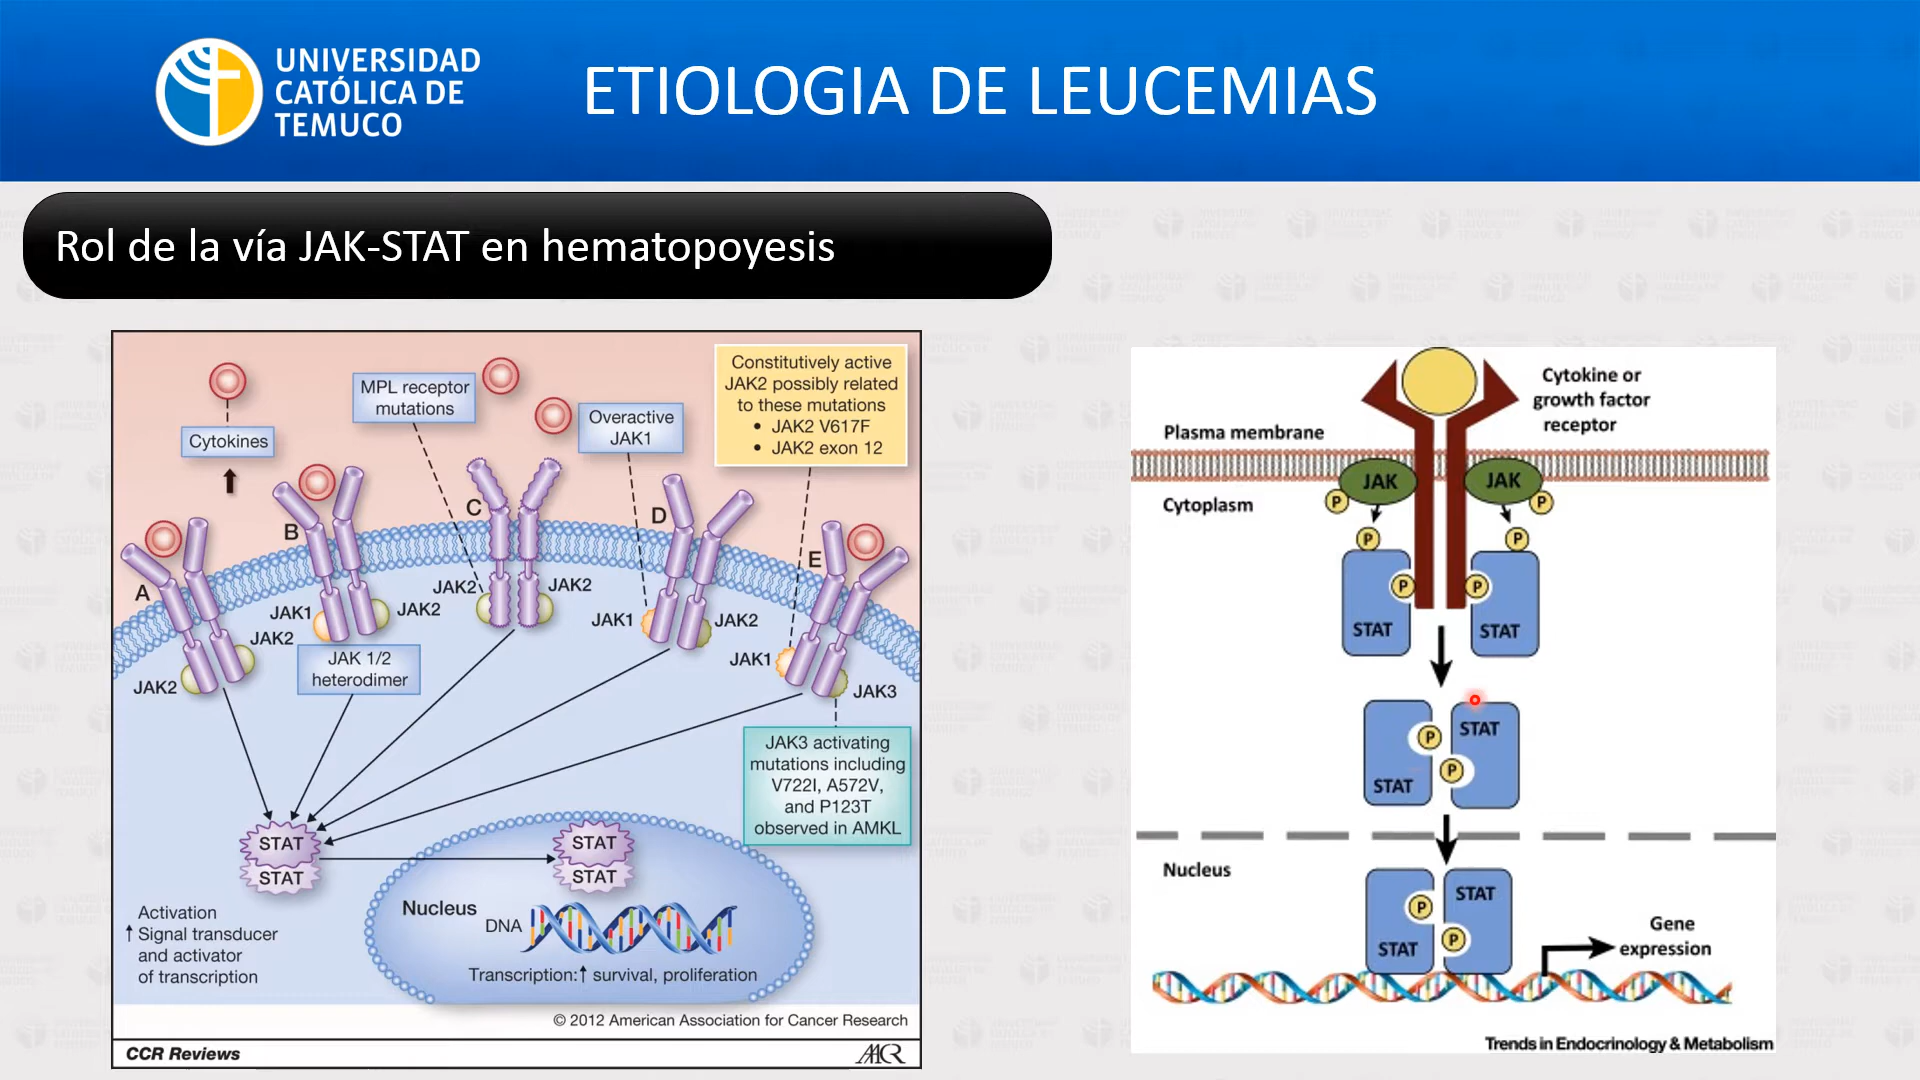 UNIVERSIDAD
CATÓLICA DE
TEMUCO
ETIOLOGIA DE LEUCEMIAS
Rol de la vía JAK-STAT en hematopoyesis
Cytokines
MPL receptor
mutations
Overactive
JAK1
Constitutively active
JAK2 possibly related
to these mutations
• JAK2 V617F
• JAK2 exon 12
A
B
C
D
E
JAK2
JAK2
JAK1
JAK2
JAK 1/2
heterodimer
JAK2
JAK2
JAK1
JAK2
JAK1
JAK3
JAK3 activating
mutations including
V722I, A572V,
and P123T
observed in AMKL
STAT
STAT
STAT
STAT
Nucleus
DNA
Transcription:↑ survival, proliferation
Activation
↑ Signal transducer
and activator
of transcription
© 2012 American Association for Cancer Research
CCR Reviews
AACR
Cytokine or
growth factor
receptor
Plasma membrane
Cytoplasm
JAK
JAK
P
P
P
P
P
P
STAT
STAT
STAT
P
P
STAT
Nucleus
STAT
P
P
STAT
Gene
expression
Trends in Endocrinology & Metabolism